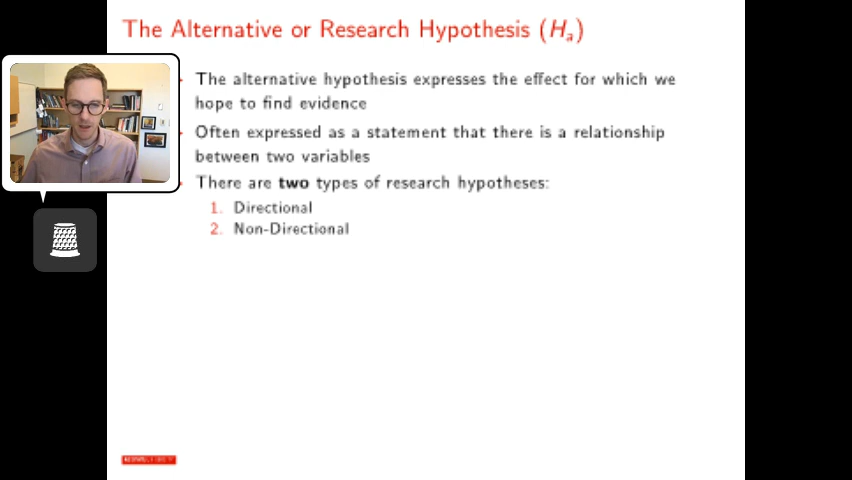 The Alternative or Research Hypothesis (Ha)
The alternative hypothesis expresses the effect for which we
hope to find evidence
Often expressed as a statement that there is a relationship
between two variables
There are two types of research hypotheses:
1. Directional
2. Non-Directional